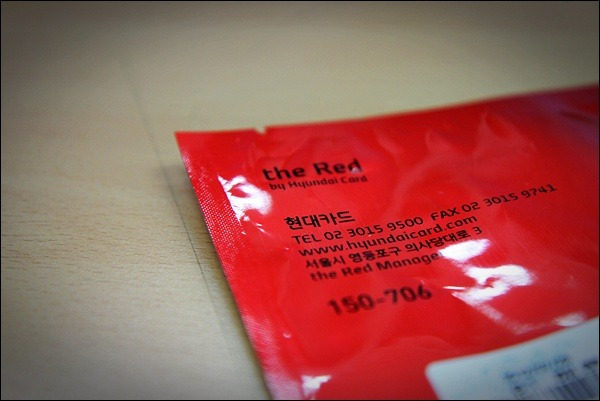 the Red
by Hyundai Card
현대카드
TEL 02 3015 9500 FAX 02 3015 9741
www.hyundaicard.com
서울시 영등포구 의사당대로 3
the Red Manager
150-706